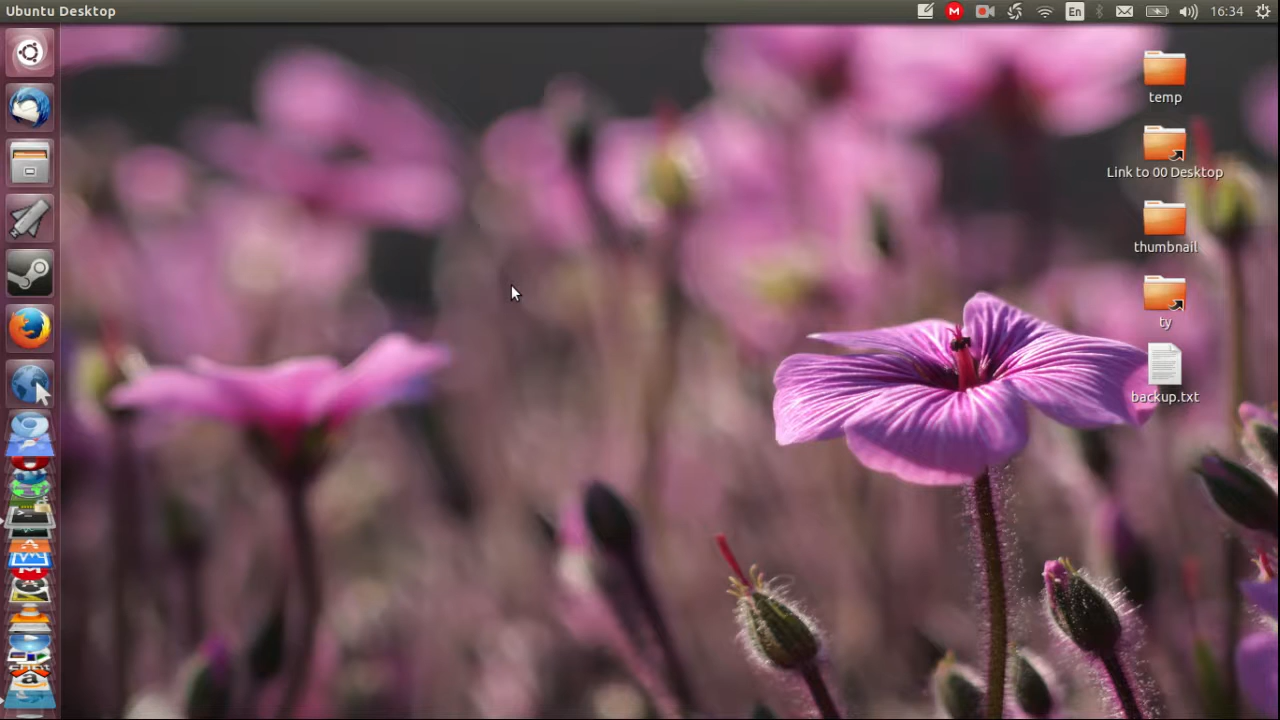 Ubuntu Desktop
M
En
16:34
temp
Link to 00 Desktop
thumbnail
ty
backup.txt
a